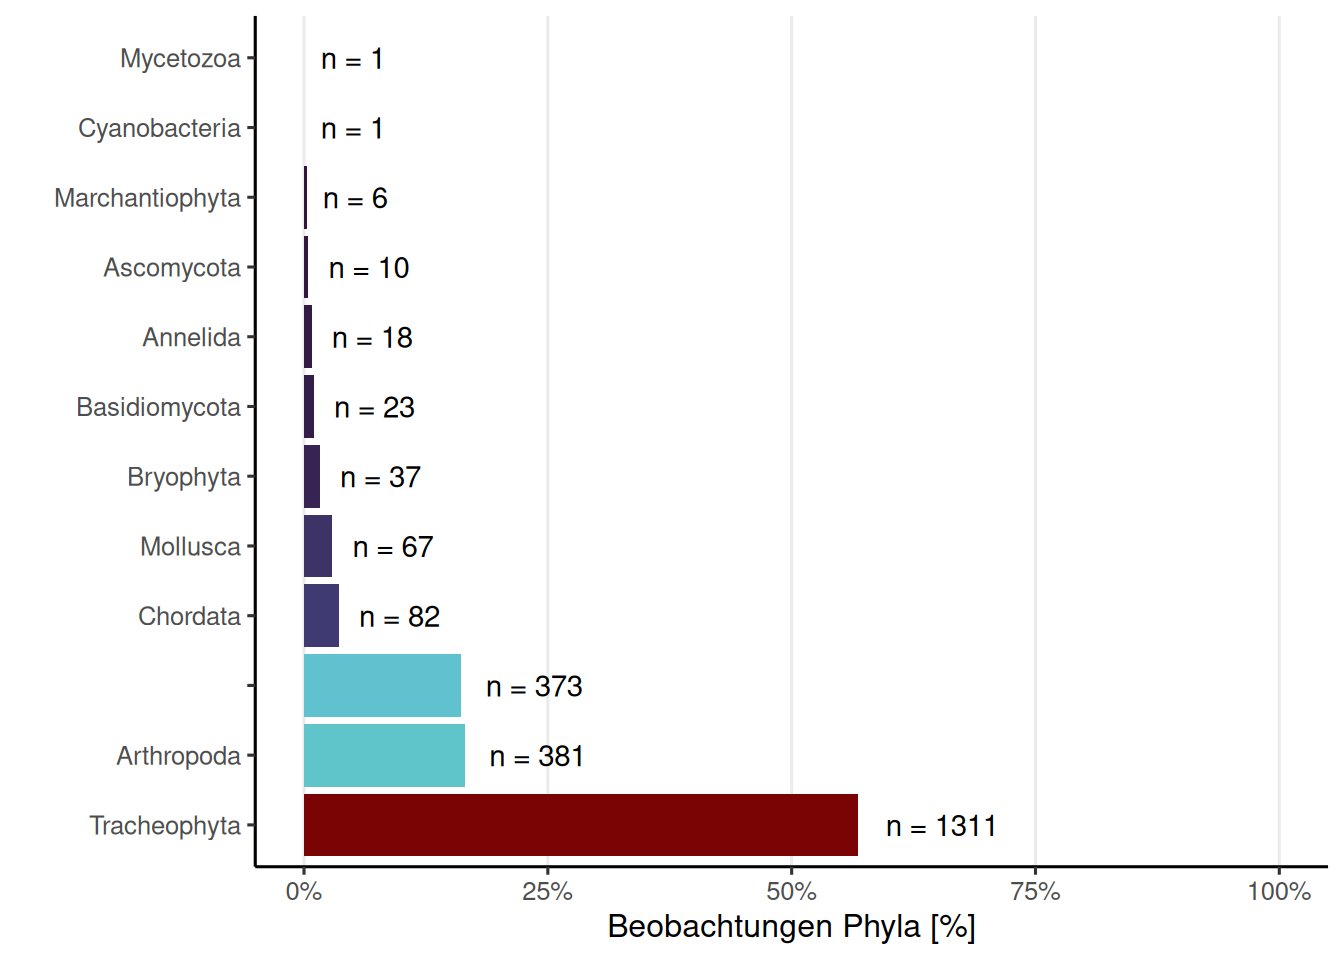 Mycetozoa n = 1
Cyanobacteria n = 1
Marchantiophyta n = 6
Ascomycota n = 10
Annelida n = 18
Basidiomycota n = 23
Bryophyta n = 37
Mollusca n = 67
Chordata n = 82
n = 373
Arthropoda n = 381
Tracheophyta n = 1311
0% 25% 50% 75% 100%
Beobachtungen Phyla [%]